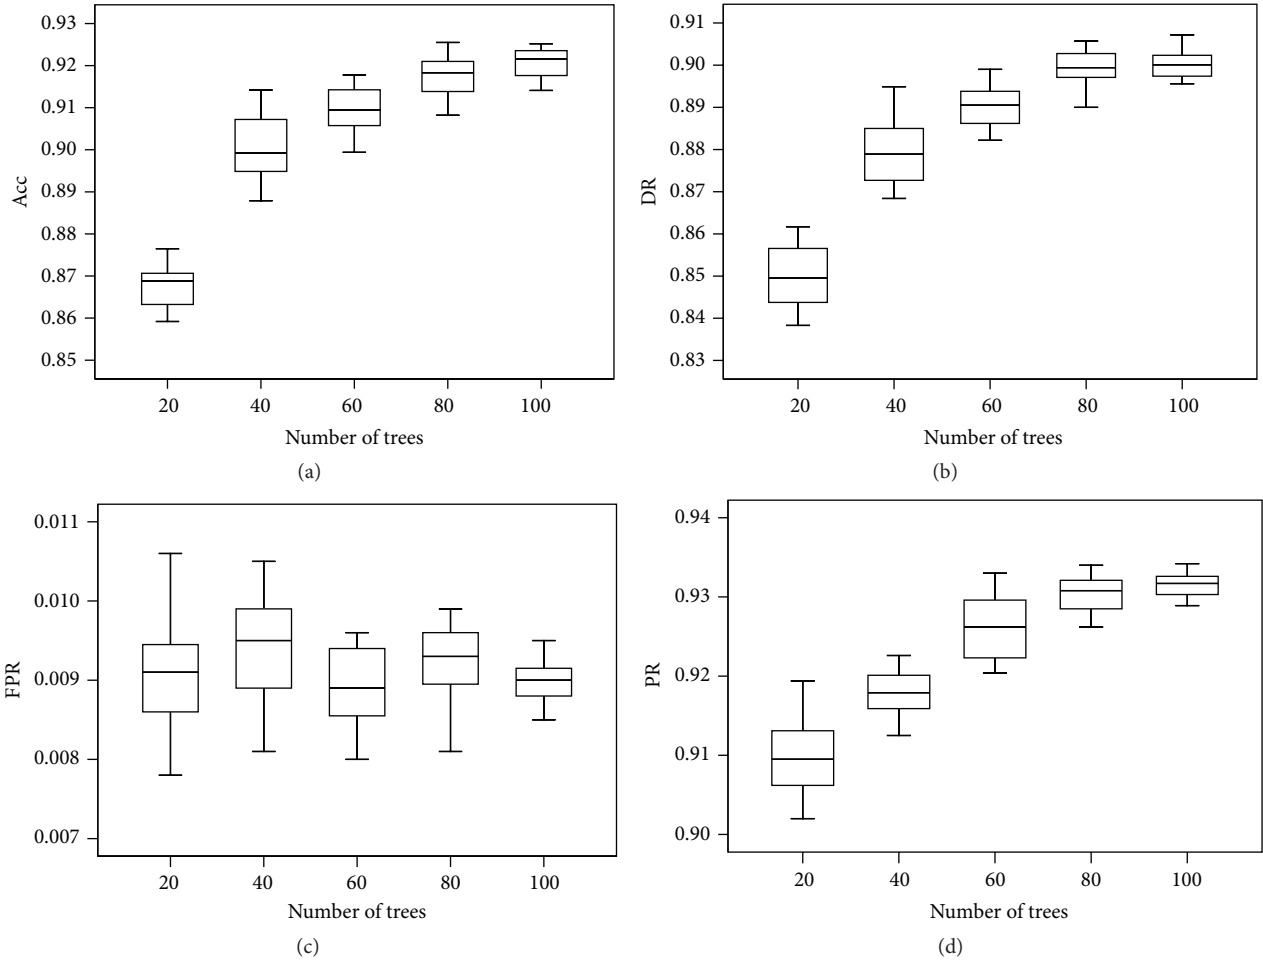 0.93
0.92
0.91
0.90
0.89
0.88
0.87
0.86
0.85
Acc
20 40 60 80 100
Number of trees
(a)
0.91
0.90
0.89
0.88
0.87
0.86
0.85
0.84
0.83
DR
20 40 60 80 100
Number of trees
(b)
0.011
0.010
0.009
0.008
0.007
FPR
20 40 60 80 100
Number of trees
(c)
0.94
0.93
0.92
0.91
0.90
PR
20 40 60 80 100
Number of trees
(d)